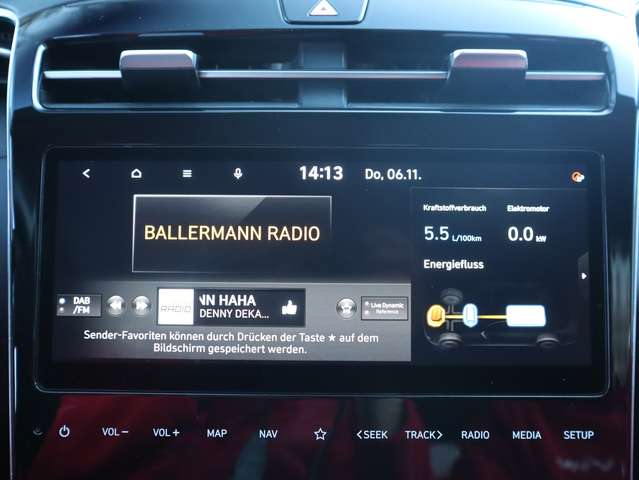 14:13 Do, 06.11.
BALLERMANN RADIO
Kraftstoffverbrauch Elektromotor
5.5 L/100km 0.0 kW
Energiefluss
DAB
/FM
RADIO
NN HAHA
DENNY DEKA...
Live Dynamic
Reference
Sender-Favoriten können durch Drücken der Taste ★ auf dem
Bildschirm gespeichert werden.
VOL− VOL+ MAP NAV <SEEK TRACK> RADIO MEDIA SETUP